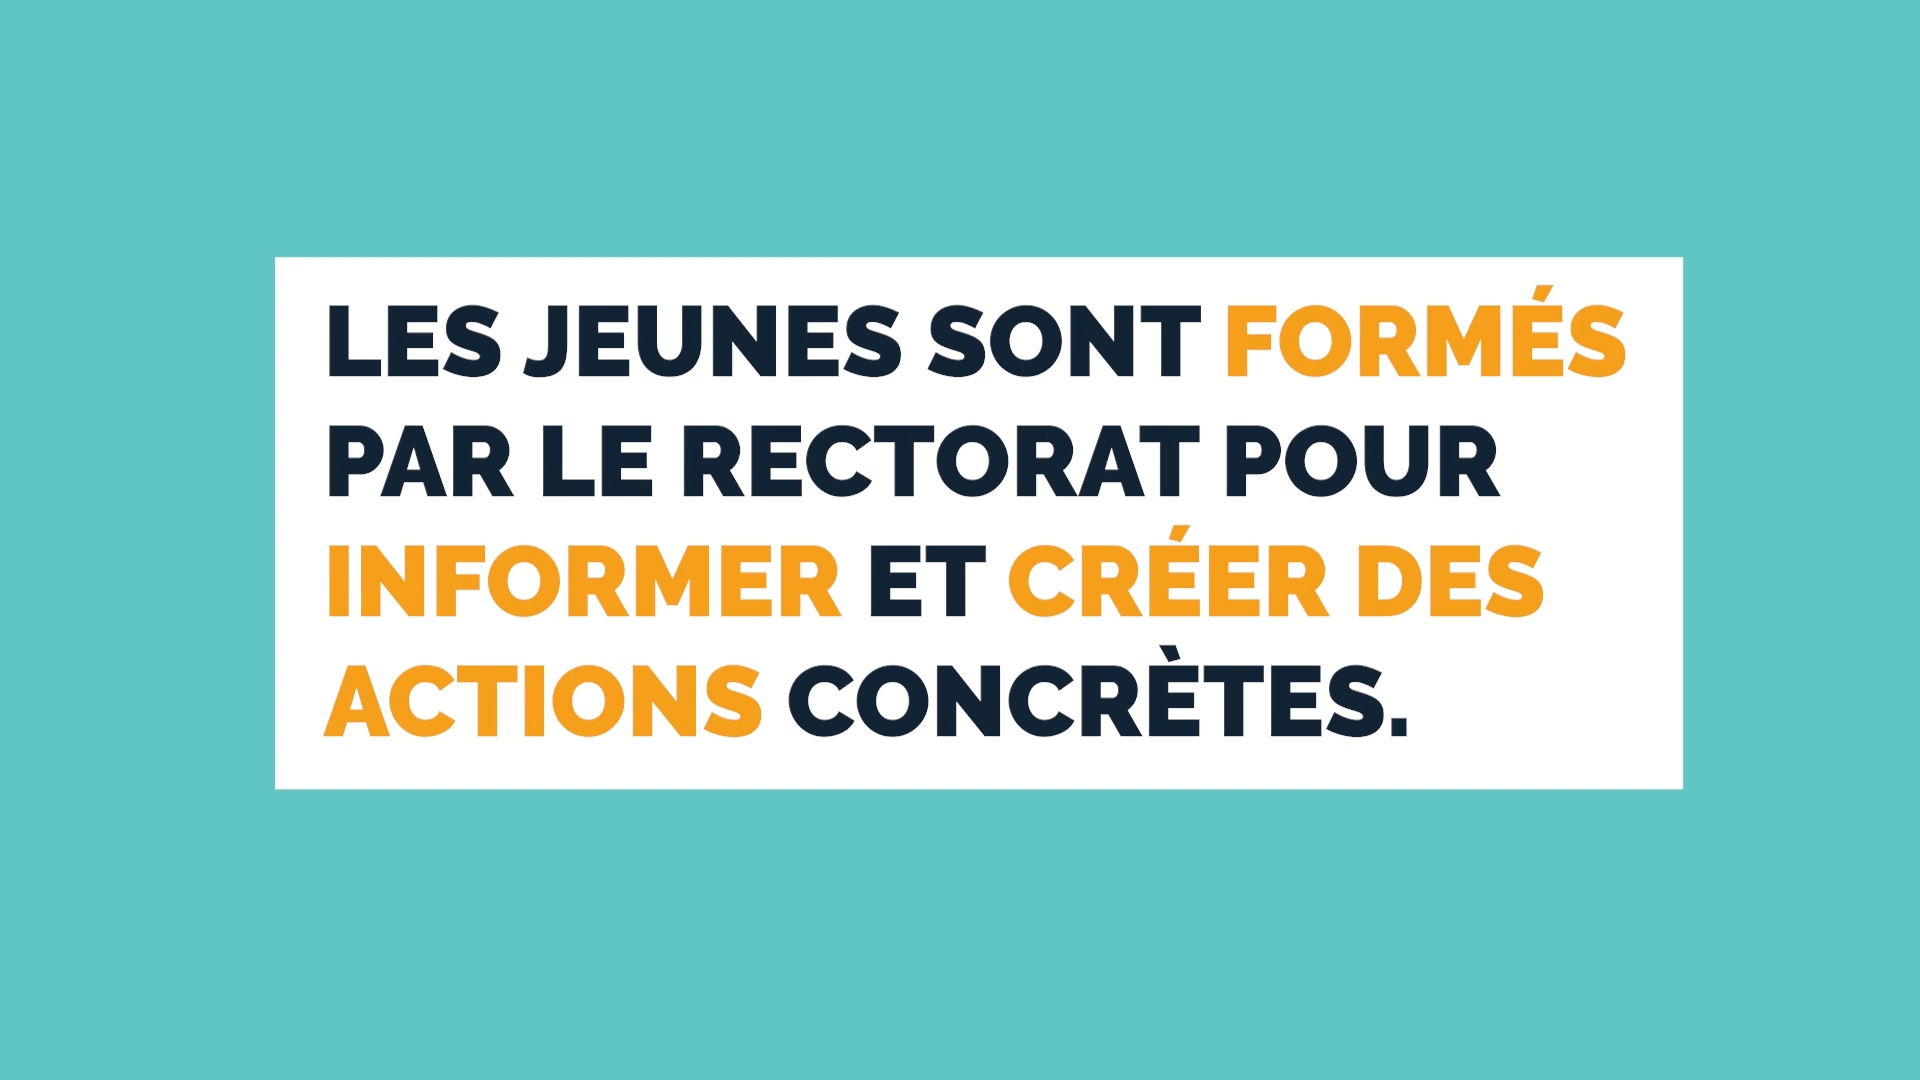 LES JEUNES SONT FORMÉS
PAR LE RECTORAT POUR
INFORMER ET CRÉER DES
ACTIONS CONCRÈTES.